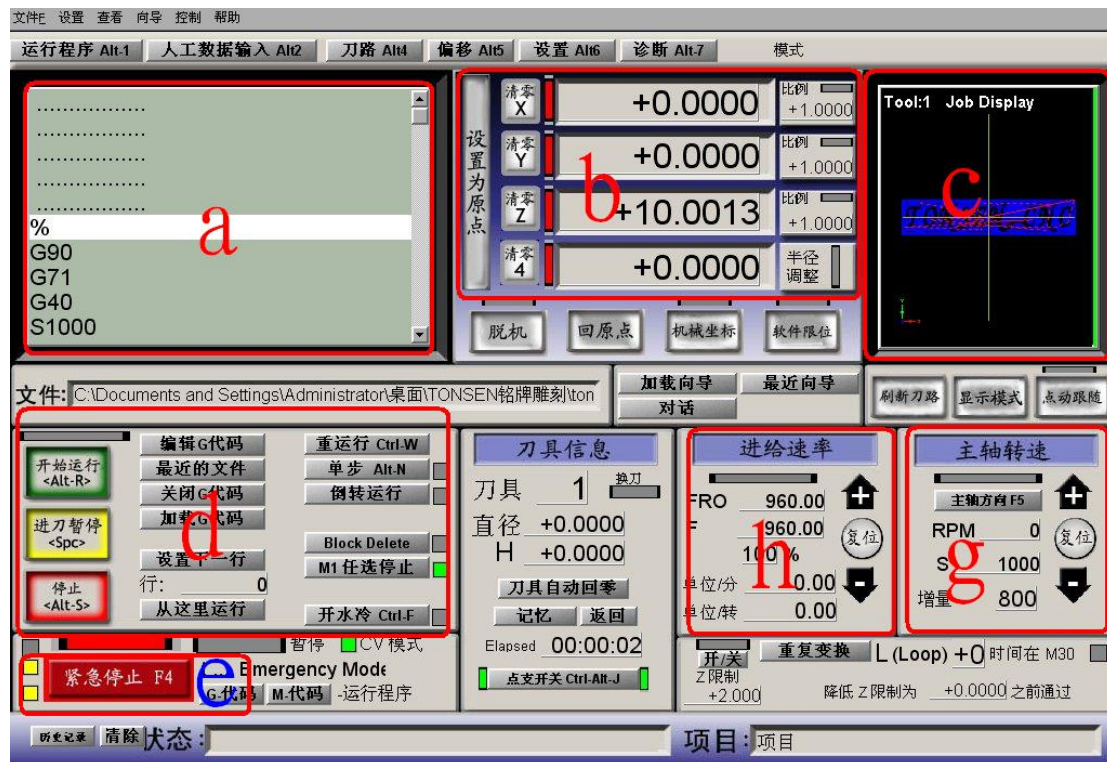 文件E 设置 查看 向导 控制 帮助
运行程序 Alt-1 人工数据输入 Alt2 刀路 Alt4 偏移 Alt5 设置 Alt6 诊断 Alt-7 模式
.................
.................
.................
.................
%
G90
G71
G40
S1000
a
设置为原点
清零 X +0.0000 比例 +1.0000
清零 Y +0.0000 比例 +1.0000
清零 Z +10.0013 比例 +1.0000
清零 4 +0.0000 半径调整
b
脱机 回原点 机械坐标 软件限位
Tool:1 Job Display
c
文件: C:\Documents and Settings\Administrator\桌面\TONSEN铭牌雕刻\ton
加载向导 最近向导
对话
刷新刀路 显示模式 点动跟随
开始运行
<Alt-R>
进刀暂停
<Spc>
停止
<Alt-S>
编辑G代码 重运行 Ctrl-W
最近的文件 单步 Alt-N
关闭G代码 倒转运行
加载G代码
Block Delete
设置下一行 M1 任选停止
行: 0
从这里运行 开水冷 Ctrl-F
d
刀具信息
刀具 1 换刀
直径 +0.0000
H +0.0000
刀具自动回零
记忆 返回
Elapsed 00:00:02
点支开关 Ctrl-Alt-J
进给速率
FRO 960.00
F 960.00
100 %
复位
单位/分 0.00
单位/转 0.00
h
主轴转速
主轴方向 F5
RPM 0
S 1000
复位
增量 800
g
暂停 CV 模式
紧急停止 F4
... Emergency Mode
G-代码 M-代码 -运行程序
e
开/关 重复变换 L (Loop) +0 时间在 M30
Z 限制
+2.000 降低 Z 限制为 +0.0000 之前通过
历史记录 清除 状态: 项目: 项目